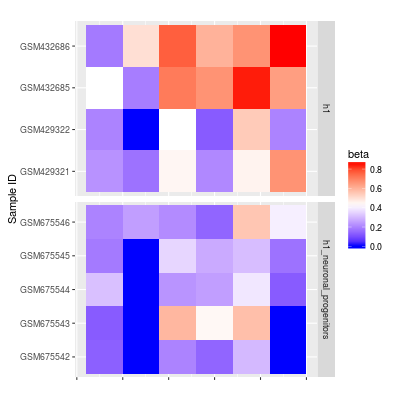 GSM432686
GSM432685
GSM429322
GSM429321
h1
GSM675546
GSM675545
GSM675544
GSM675543
GSM675542
h1_neuronal_progenitors
Sample ID
beta
0.8
0.6
0.4
0.2
0.0